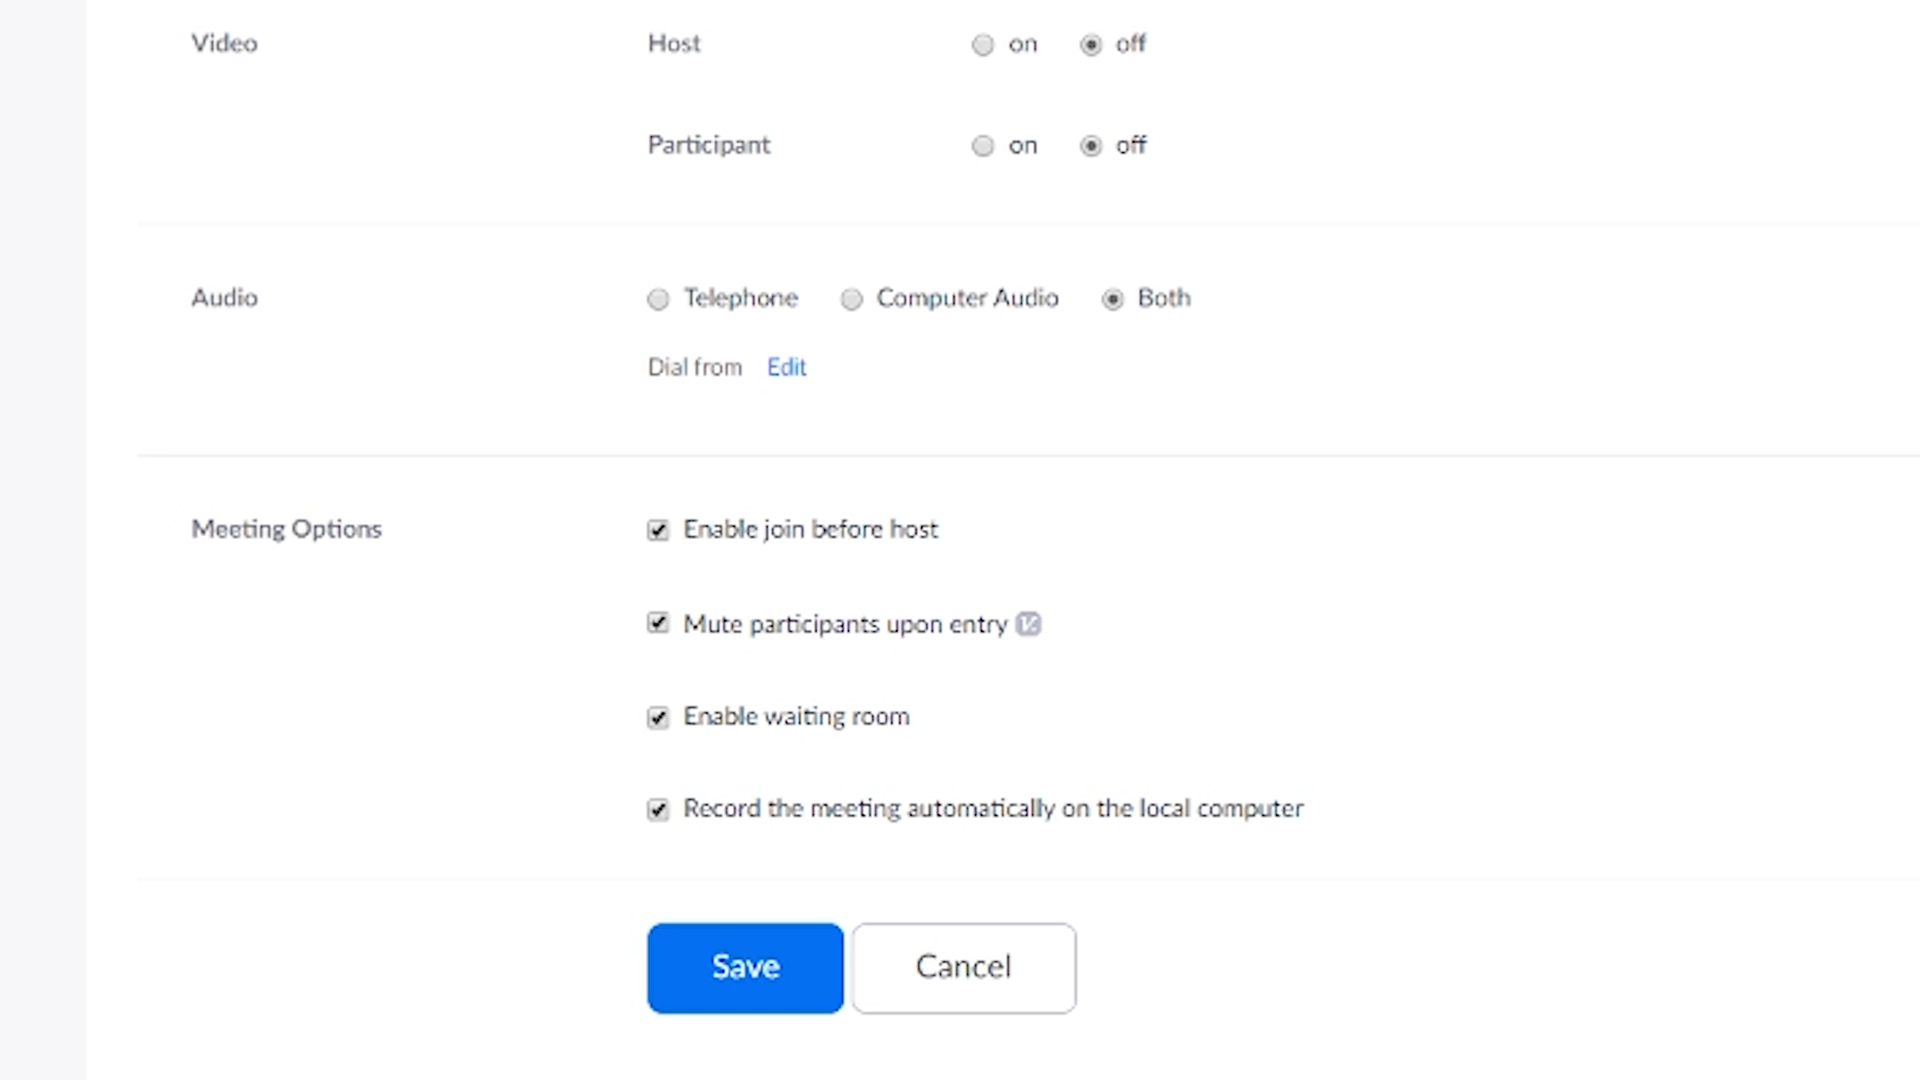 Video Host on off
Participant on off
Audio Telephone Computer Audio Both
Dial from Edit
Meeting Options Enable join before host
Mute participants upon entry
Enable waiting room
Record the meeting automatically on the local computer
Save Cancel